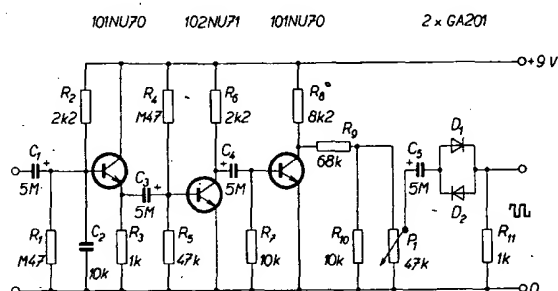 101NU70 102NU71 101NU70 2 x GA201
+9V
R2 2k2
R4 M47
R6 2k2
R8 8k2
R9 68k
C1 + 5M
C3 + 5M
C4 + 5M
C5 + 5M
D1
D2
R1 M47
C2 10k
R3 1k
R5 47k
R7 10k
R10 10k
P1 47k
R11 1k
0